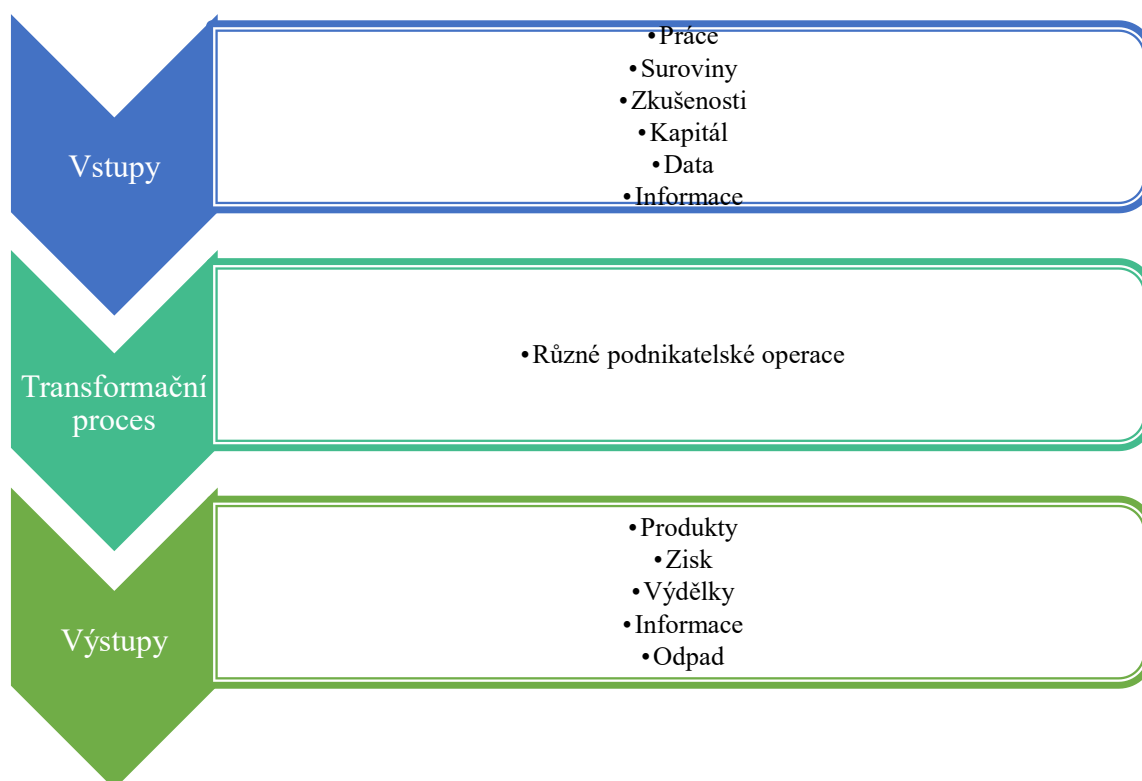 Vstupy
•Práce
•Suroviny
•Zkušenosti
•Kapitál
•Data
•Informace
Transformační
proces
•Různé podnikatelské operace
Výstupy
•Produkty
•Zisk
•Výdělky
•Informace
•Odpad